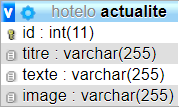 v hotelo actualite
id : int(11)
titre : varchar(255)
texte : varchar(255)
image : varchar(255)